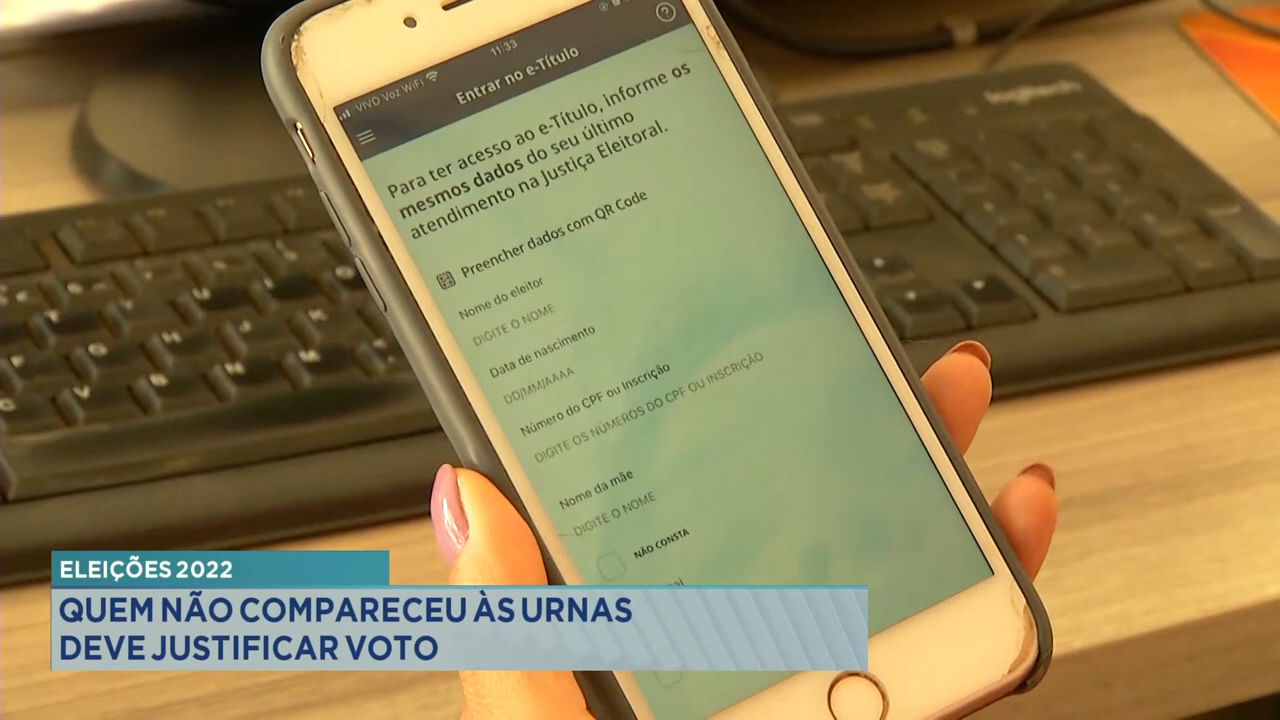 VIVO Voz WiFi
11:33
Entrar no e-Título
Para ter acesso ao e-Título, informe os
mesmos dados do seu último
atendimento na Justiça Eleitoral.
Preencher dados com QR Code
Nome do eleitor
DIGITE O NOME
Data de nascimento
DD/MM/AAAA
Número do CPF ou Inscrição
DIGITE OS NÚMEROS DO CPF OU INSCRIÇÃO
Nome da mãe
DIGITE O NOME
NÃO CONSTA
logitech
ELEIÇÕES 2022
QUEM NÃO COMPARECEU ÀS URNAS
DEVE JUSTIFICAR VOTO